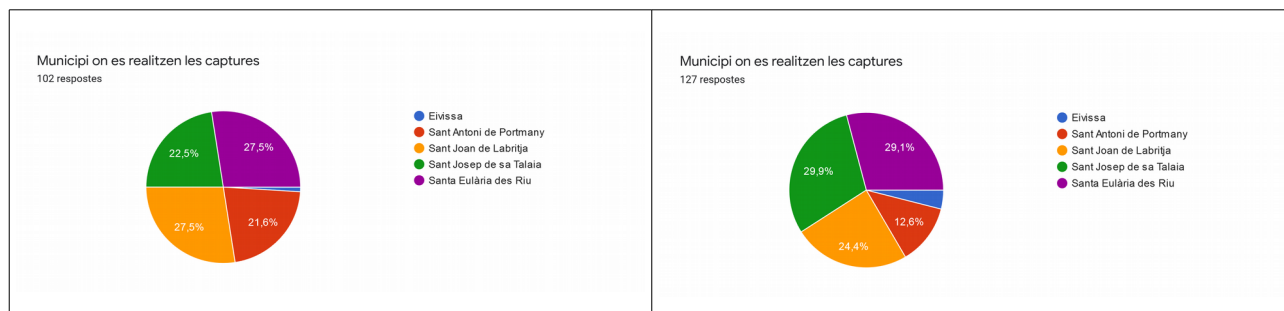 Municipi on es realitzen les captures
102 respostes
22,5%
27,5%
27,5%
21,6%
Eivissa
Sant Antoni de Portmany
Sant Joan de Labritja
Sant Josep de sa Talaia
Santa Eulària des Riu
Municipi on es realitzen les captures
127 respostes
29,1%
29,9%
12,6%
24,4%
Eivissa
Sant Antoni de Portmany
Sant Joan de Labritja
Sant Josep de sa Talaia
Santa Eulària des Riu